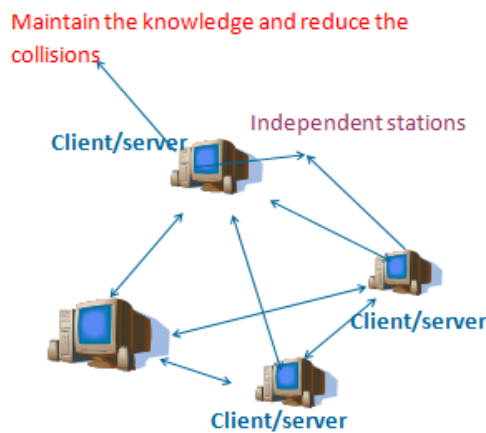 Maintain the knowledge and reduce the
collisions
Independent stations
Client/server
Client/server
Client/server